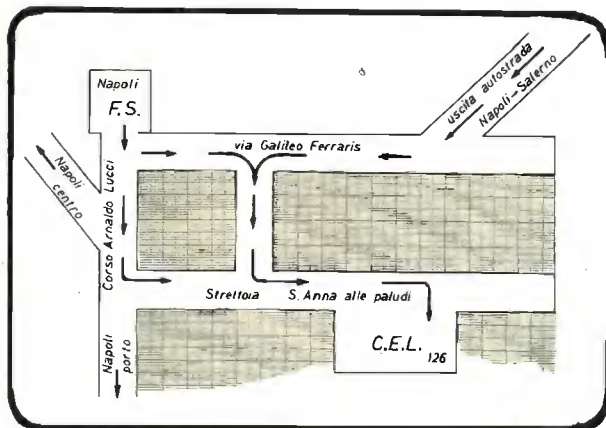 Napoli
F.S.
uscita autostrada
Napoli-Salerno
via Galileo Ferraris
Napoli
centro
Corso Arnaldo Lucci
Strettoia S. Anna alle paludi
C.E.L.
126
Napoli
porto